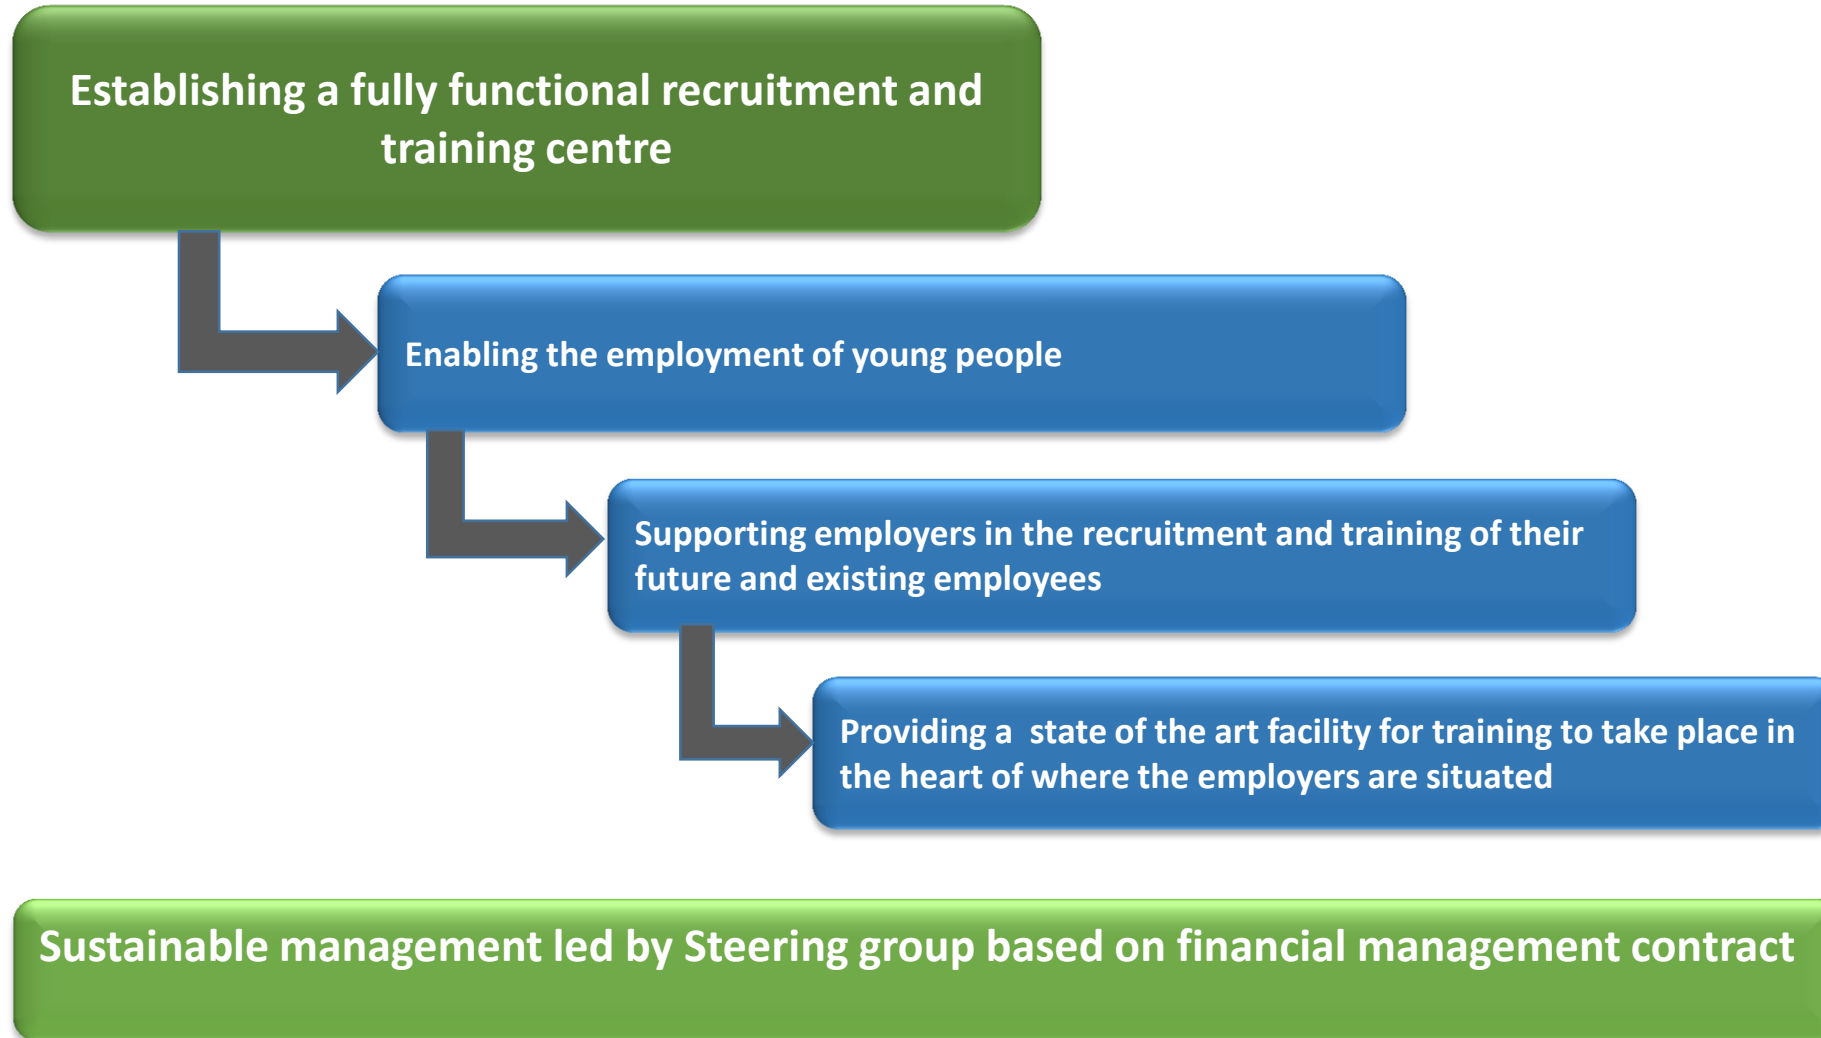 Establishing a fully functional recruitment and
training centre
Enabling the employment of young people
Supporting employers in the recruitment and training of their
future and existing employees
Providing a  state of the art facility for training to take place in
the heart of where the employers are situated
Sustainable management led by Steering group based on financial management contract